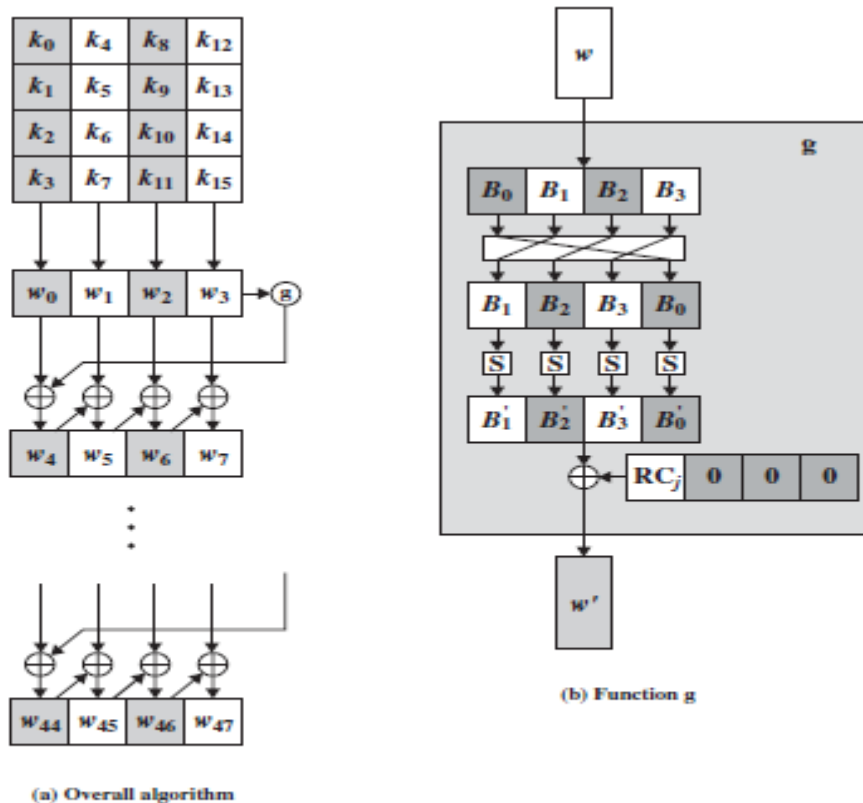 k0 k4 k8 k12
k1 k5 k9 k13
k2 k6 k10 k14
k3 k7 k11 k15
w0 w1 w2 w3 g
w4 w5 w6 w7
w44 w45 w46 w47
(a) Overall algorithm
w
g
B0 B1 B2 B3
B1 B2 B3 B0
S S S S
B'1 B'2 B'3 B'0
RCj 0 0 0
w'
(b) Function g